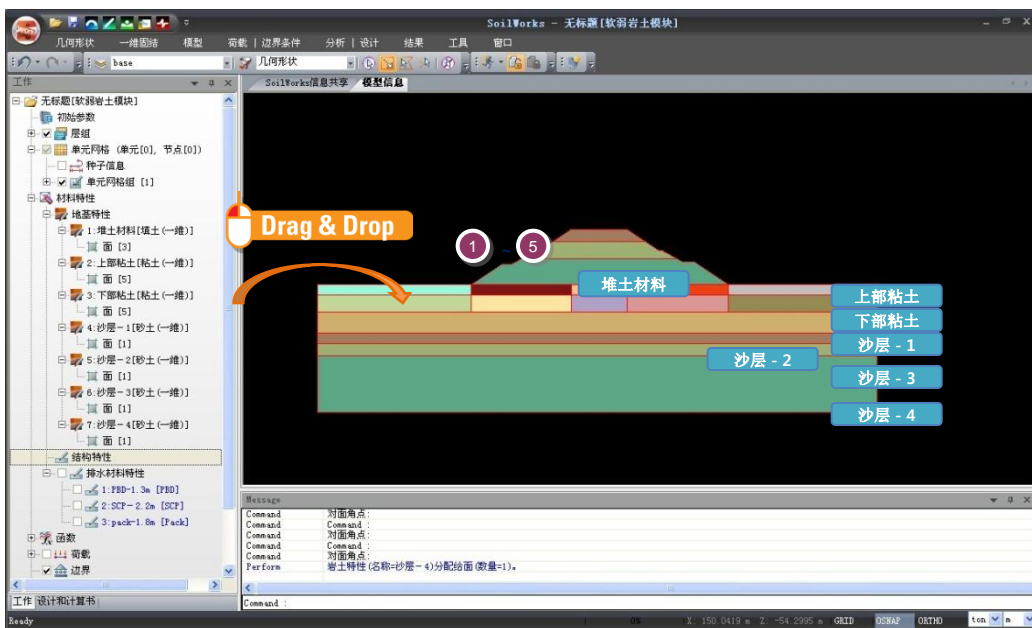 SoilWorks - 无标题[软弱岩土模块]
几何形状 一维固结 模型 荷载 | 边界条件 分析 | 设计 结果 工具 窗口
base 几何形状
工作
SoilWorks信息共享 模型信息
无标题[软弱岩土模块]
初始参数
层组
单元网格 (单元[0], 节点[0])
种子信息
单元网格组 [1]
材料特性
地基特性
1:堆土材料[填土(一维)]
面 [3]
2:上部粘土[粘土(一维)]
面 [5]
3:下部粘土[粘土(一维)]
面 [5]
4:沙层-1[砂土(一维)]
面 [1]
5:沙层-2[砂土(一维)]
面 [1]
6:沙层-3[砂土(一维)]
面 [1]
7:沙层-4[砂土(一维)]
面 [1]
结构特性
排水材料特性
1:PBD-1.3m [PBD]
2:SCP-2.2m [SCP]
3:pack-1.8m [Pack]
函数
荷载
边界
工作 设计和计算书
Drag & Drop
1 ~ 5
堆土材料
上部粘土
下部粘土
沙层 - 1
沙层 - 2
沙层 - 3
沙层 - 4
Message
Command 对面角点:
Command Command :
Command 对面角点:
Command Command :
Command 对面角点:
Perform 岩土特性(名称=沙层-4)分配给面(数量=1)。
Command :
Ready 0% X: 150.0419 m Z: -54.2995 m GRID OSNAP ORTHO ton m